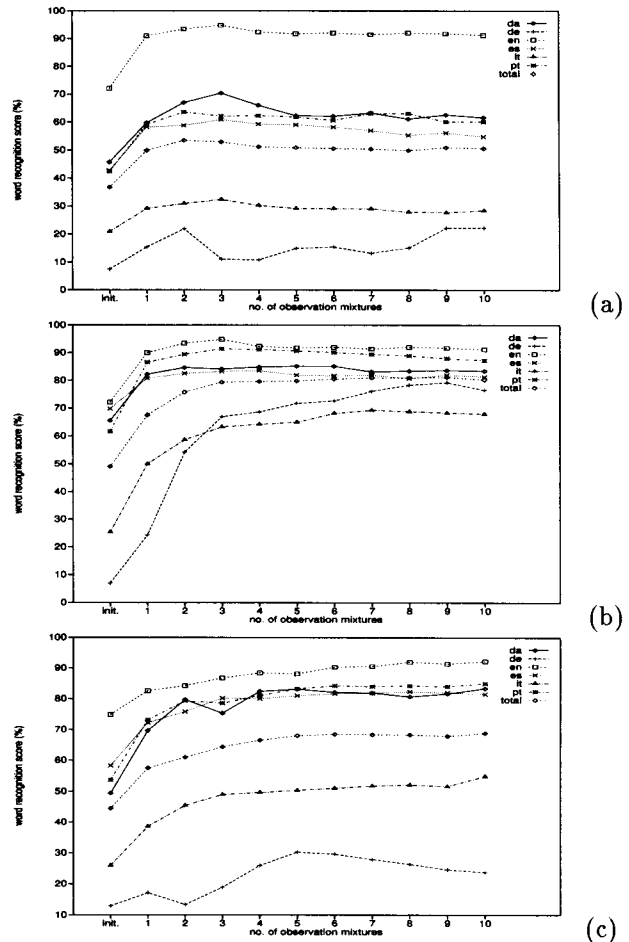 100
90
80
70
60
50
40
30
20
10
0
word recognition score (%)
da
de
en
es
it
pt
total
init. 1 2 3 4 5 6 7 8 9 10
no. of observation mixtures
(a)
100
90
80
70
60
50
40
30
20
10
0
word recognition score (%)
da
de
en
es
it
pt
total
init. 1 2 3 4 5 6 7 8 9 10
no. of observation mixtures
(b)
100
90
80
70
60
50
40
30
20
10
word recognition score (%)
da
de
en
es
it
pt
total
init. 1 2 3 4 5 6 7 8 9 10
no. of observation mixtures
(c)